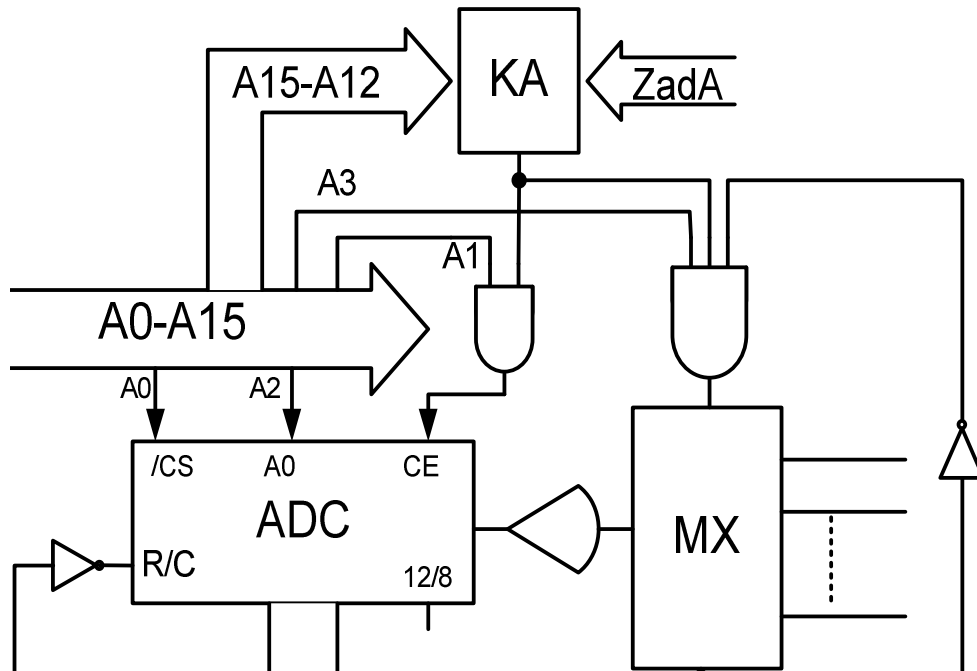 KA
A15-A12
ZadA
A3
A1
A0-A15
A0
A2
/CS
A0
CE
ADC
R/C
12/8
MX